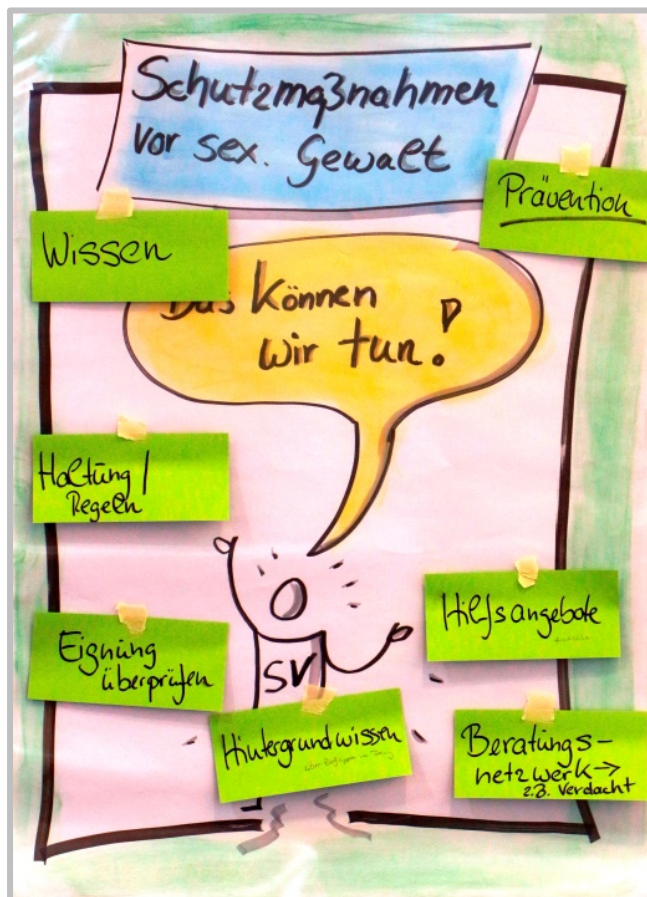 Schutzmaßnahmen
vor sex. Gewalt
Prävention
Wissen
Das können
wir tun!
Haltung /
Regeln
Hilfsangebote
Eignung
überprüfen
SV
Hintergrundwissen
Beratungs-
netzwerk→
z.B. Verdacht